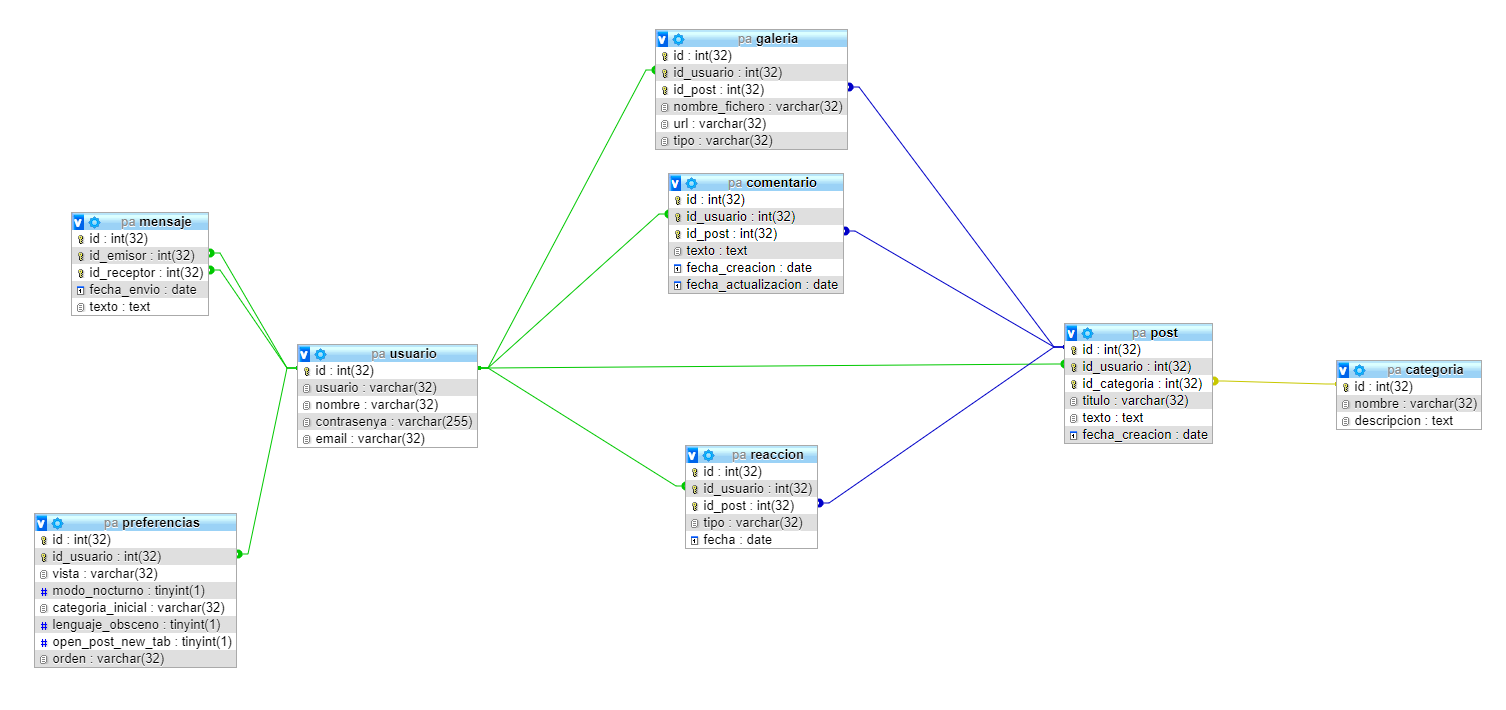 pa galeria
id : int(32)
id_usuario : int(32)
id_post : int(32)
nombre_fichero : varchar(32)
url : varchar(32)
tipo : varchar(32)
pa comentario
id : int(32)
id_usuario : int(32)
id_post : int(32)
texto : text
fecha_creacion : date
fecha_actualizacion : date
pa mensaje
id : int(32)
id_emisor : int(32)
id_receptor : int(32)
fecha_envio : date
texto : text
pa usuario
id : int(32)
usuario : varchar(32)
nombre : varchar(32)
contrasenya : varchar(255)
email : varchar(32)
pa post
id : int(32)
id_usuario : int(32)
id_categoria : int(32)
titulo : varchar(32)
texto : text
fecha_creacion : date
pa categoria
id : int(32)
nombre : varchar(32)
descripcion : text
pa reaccion
id : int(32)
id_usuario : int(32)
id_post : int(32)
tipo : varchar(32)
fecha : date
pa preferencias
id : int(32)
id_usuario : int(32)
vista : varchar(32)
# modo_nocturno : tinyint(1)
categoria_inicial : varchar(32)
# lenguaje_obsceno : tinyint(1)
# open_post_new_tab : tinyint(1)
orden : varchar(32)